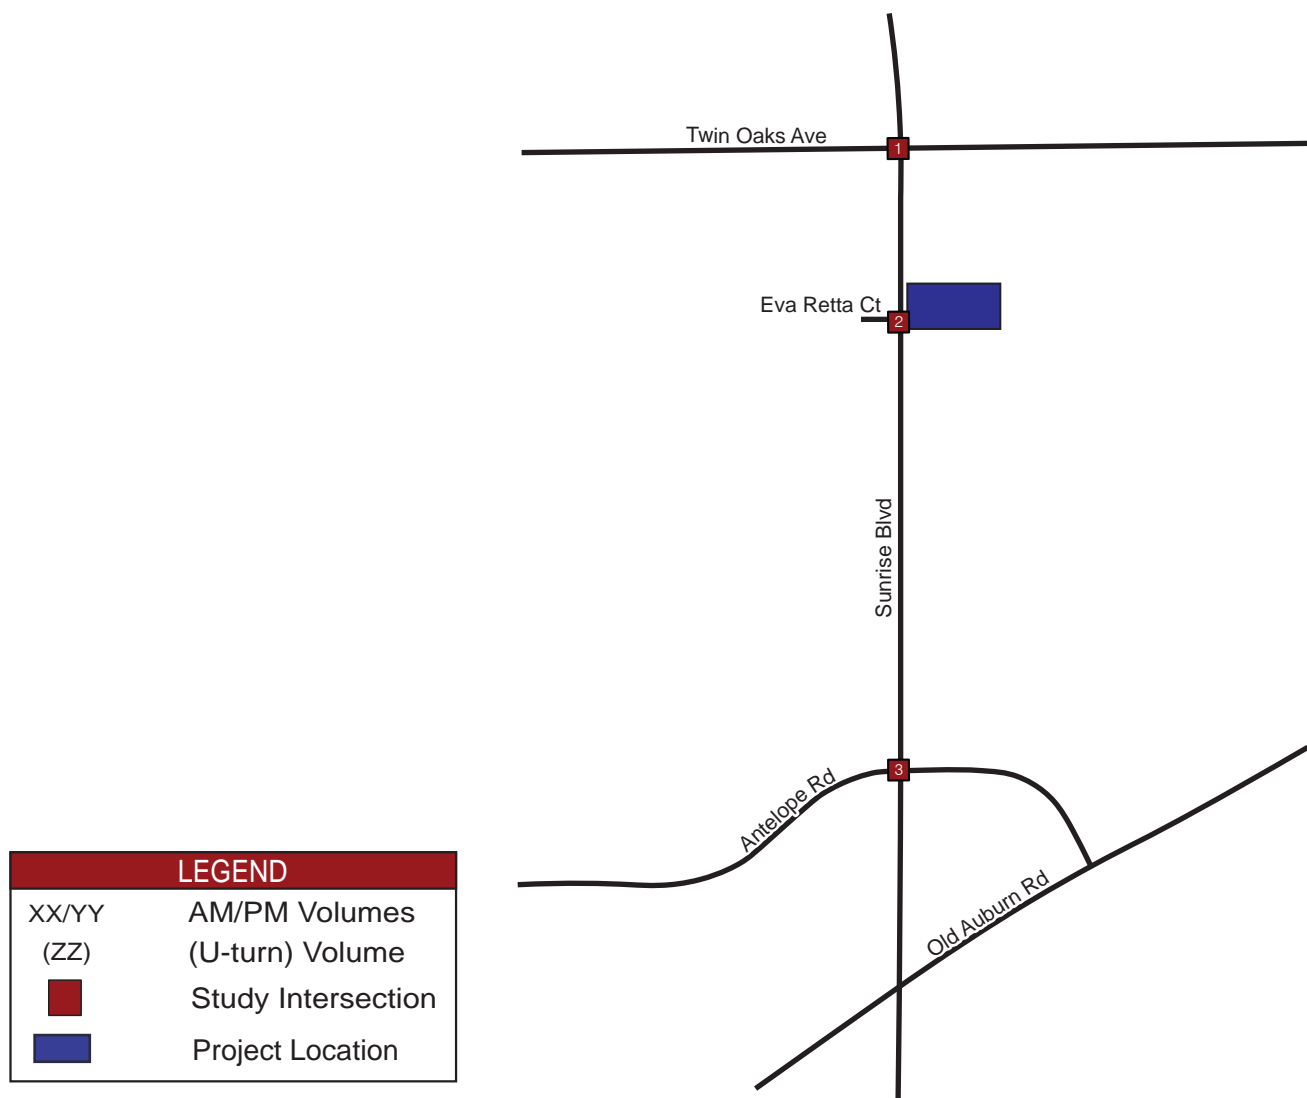 Twin Oaks Ave
1
Eva Retta Ct
2
Sunrise Blvd
3
Antelope Rd
Old Auburn Rd
LEGEND
XX/YY AM/PM Volumes
(ZZ) (U-turn) Volume
Study Intersection
Project Location